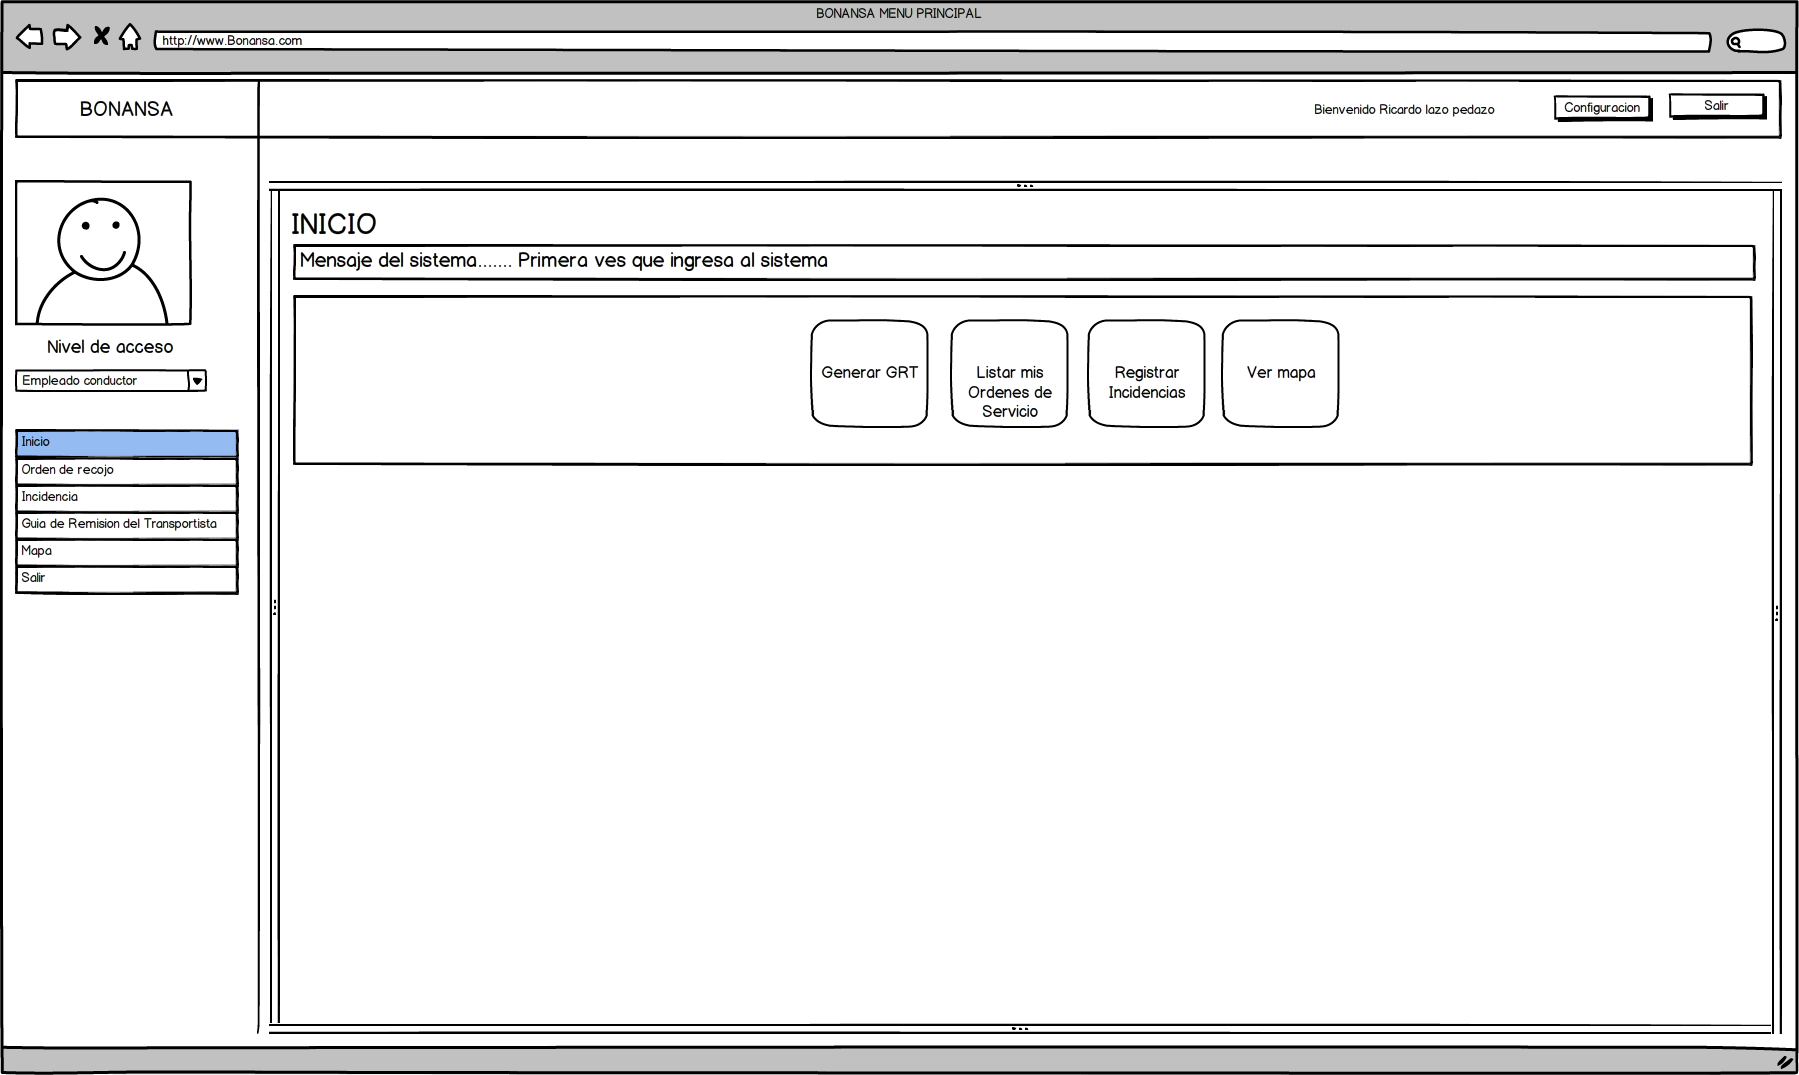 BONANSA MENU PRINCIPAL
http://www.Bonansa.com
BONANSA
Bienvenido Ricardo lazo pedazo
Configuracion
Salir
Nivel de acceso
Empleado conductor
Inicio
Orden de recojo
Incidencia
Guia de Remision del Transportista
Mapa
Salir
INICIO
Mensaje del sistema....... Primera ves que ingresa al sistema
Generar GRT
Listar mis
Ordenes de
Servicio
Registrar
Incidencias
Ver mapa